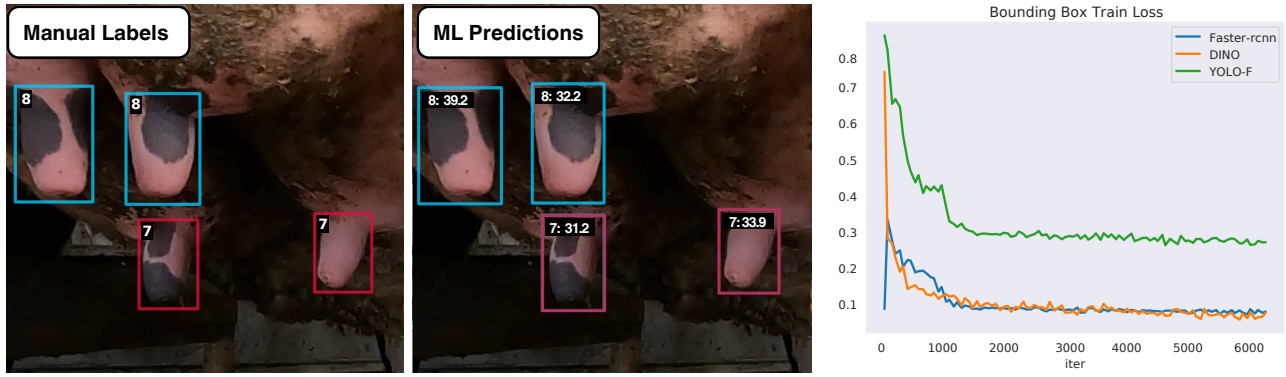 Manual Labels
8
8
7
7
ML Predictions
8: 39.2
8: 32.2
7: 31.2
7: 33.9
Bounding Box Train Loss
Faster-rcnn
DINO
YOLO-F
0.8
0.7
0.6
0.5
0.4
0.3
0.2
0.1
0 1000 2000 3000 4000 5000 6000
iter